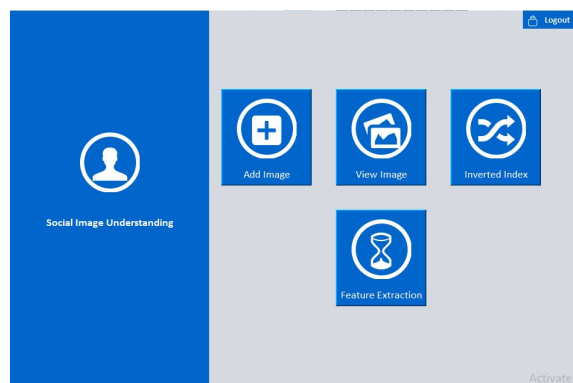 Logout
Add Image
View Image
Inverted Index
Social Image Understanding
Feature Extraction
Activate